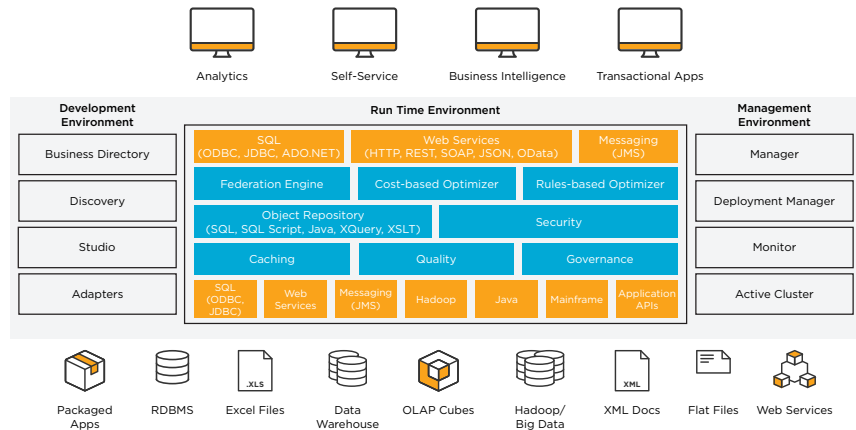 Analytics
Self-Service
Business Intelligence
Transactional Apps
Development
Environment
Business Directory
Discovery
Studio
Adapters
Run Time Environment
SQL
(ODBC, JDBC, ADO.NET)
Web Services
(HTTP, REST, SOAP, JSON, OData)
Messaging
(JMS)
Federation Engine
Cost-based Optimizer
Rules-based Optimizer
Object Repository
(SQL, SQL Script, Java, XQuery, XSLT)
Security
Caching
Quality
Governance
SQL
(ODBC,
JDBC)
Web
Services
Messaging
(JMS)
Hadoop
Java
Mainframe
Application
APIs
Management
Environment
Manager
Deployment Manager
Monitor
Active Cluster
Packaged
Apps
RDBMS
.XLS
Excel Files
Data
Warehouse
OLAP Cubes
Hadoop/
Big Data
XML
XML Docs
Flat Files
Web Services